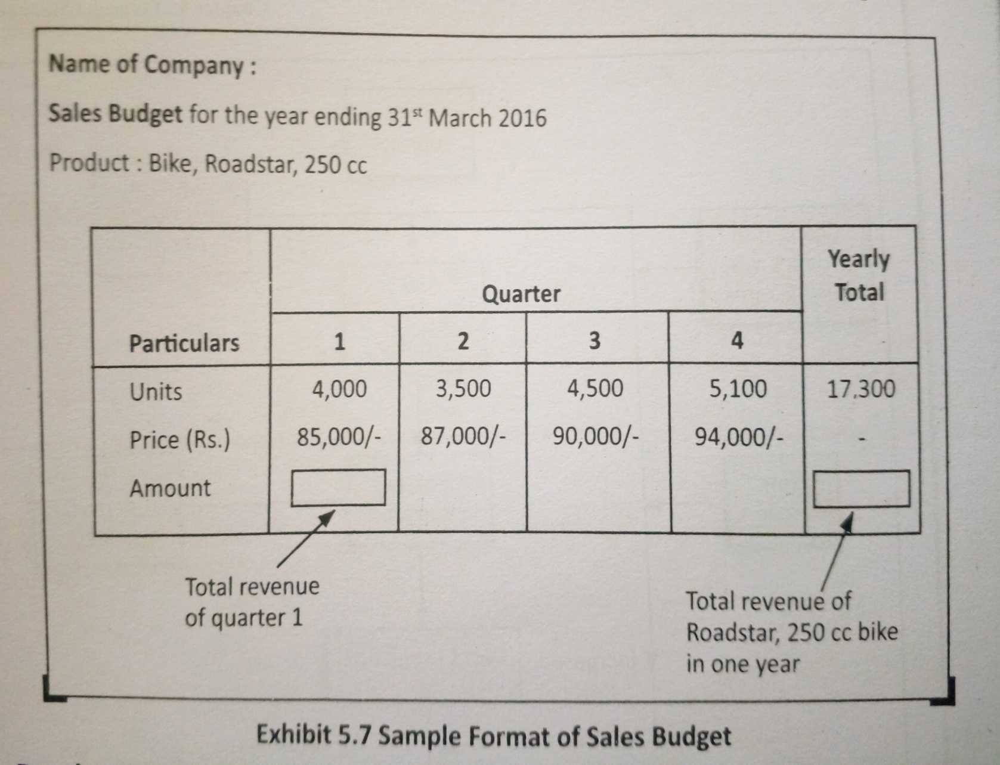 Name of Company :
Sales Budget for the year ending 31st March 2016
Product : Bike, Roadstar, 250 cc
Particulars Quarter Yearly Total
1 2 3 4
Units 4,000 3,500 4,500 5,100 17,300
Price (Rs.) 85,000/- 87,000/- 90,000/- 94,000/- -
Amount
Total revenue
of quarter 1
Total revenue of
Roadstar, 250 cc bike
in one year
Exhibit 5.7 Sample Format of Sales Budget